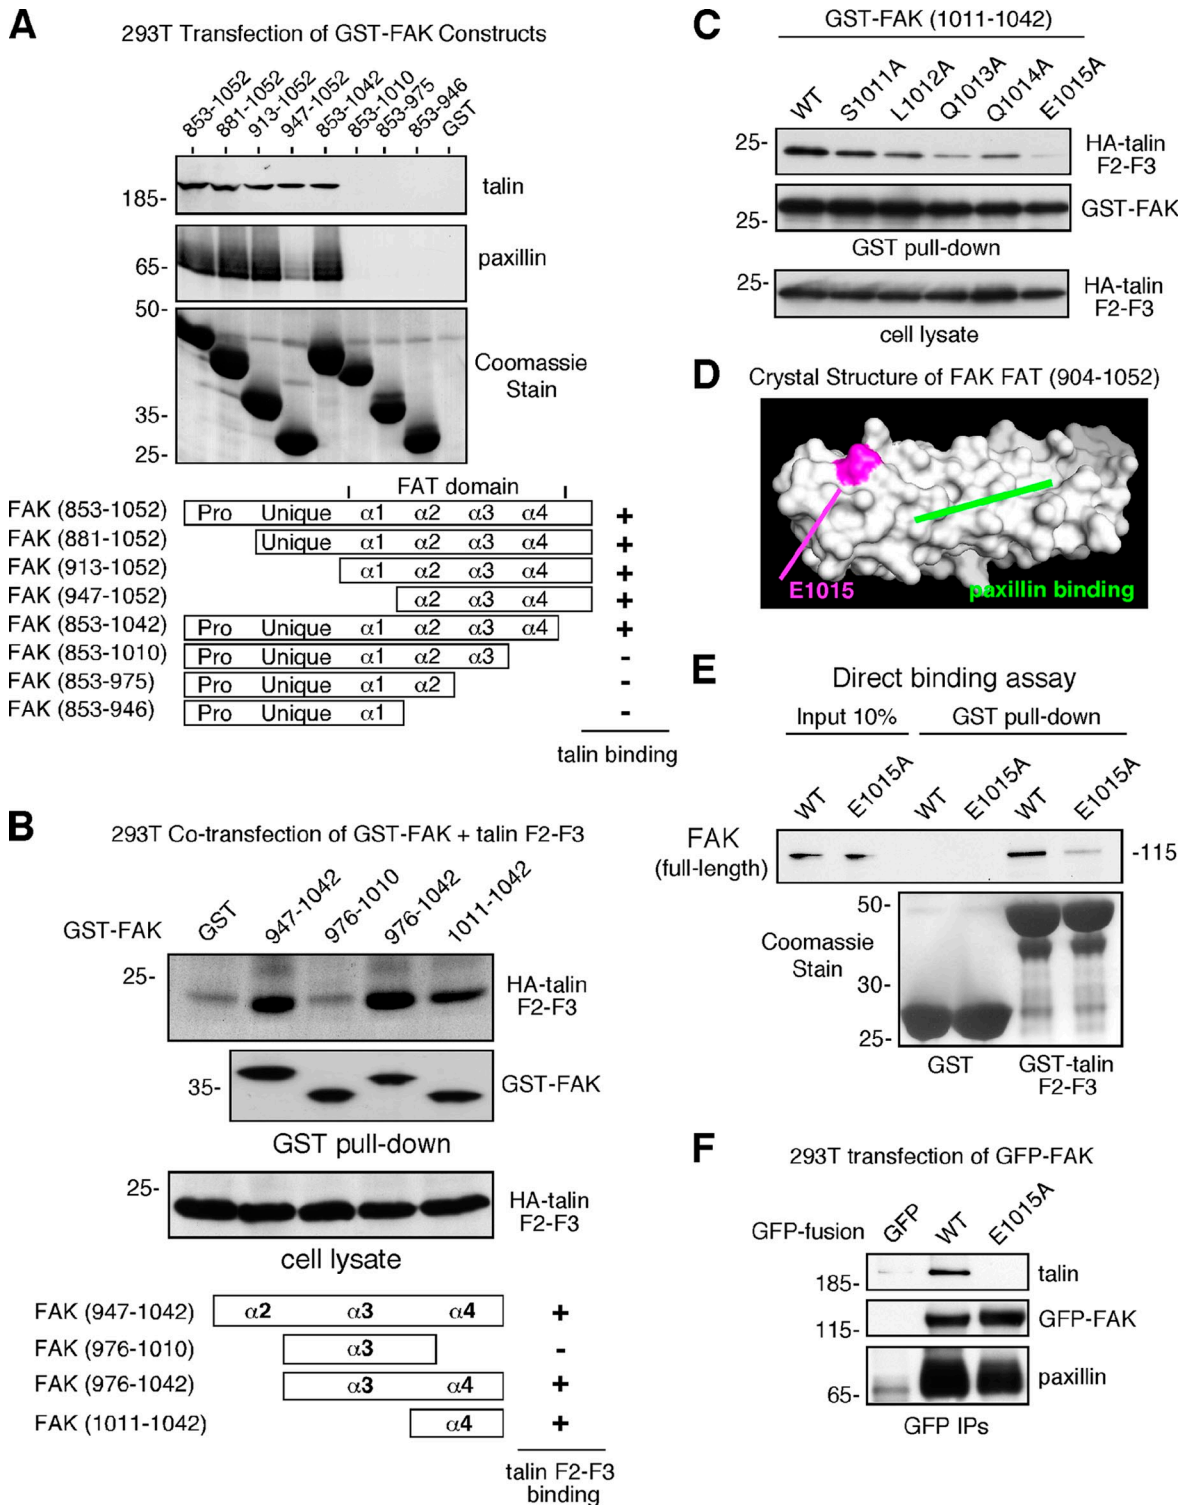 A
293T Transfection of GST-FAK Constructs
853-1052
881-1052
913-1052
947-1052
853-1042
853-1010
853-975
853-946
GST
185-
talin
65-
paxillin
50-
35-
25-
Coomassie
Stain
FAT domain
FAK (853-1052) Pro Unique α1 α2 α3 α4 +
FAK (881-1052) Unique α1 α2 α3 α4 +
FAK (913-1052) α1 α2 α3 α4 +
FAK (947-1052) α2 α3 α4 +
FAK (853-1042) Pro Unique α1 α2 α3 α4 +
FAK (853-1010) Pro Unique α1 α2 α3 -
FAK (853-975) Pro Unique α1 α2 -
FAK (853-946) Pro Unique α1 -
talin binding
B
293T Co-transfection of GST-FAK + talin F2-F3
GST-FAK
GST
947-1042
976-1010
976-1042
1011-1042
25-
HA-talin
F2-F3
35-
GST-FAK
GST pull-down
25-
HA-talin
F2-F3
cell lysate
FAK (947-1042) α2 α3 α4 +
FAK (976-1010) α3 -
FAK (976-1042) α3 α4 +
FAK (1011-1042) α4 +
talin F2-F3
binding
C
GST-FAK (1011-1042)
WT
S1011A
L1012A
Q1013A
Q1014A
E1015A
25-
HA-talin
F2-F3
25-
GST-FAK
GST pull-down
25-
HA-talin
F2-F3
cell lysate
D
Crystal Structure of FAK FAT (904-1052)
E1015
paxillin binding
E
Direct binding assay
Input 10% GST pull-down
WT
E1015A
WT
E1015A
WT
E1015A
FAK
(full-length)
-115
50-
Coomassie
Stain
30-
25-
GST
GST-talin
F2-F3
F
293T transfection of GFP-FAK
GFP-fusion
GFP
WT
E1015A
185-
talin
115-
GFP-FAK
65-
paxillin
GFP IPs